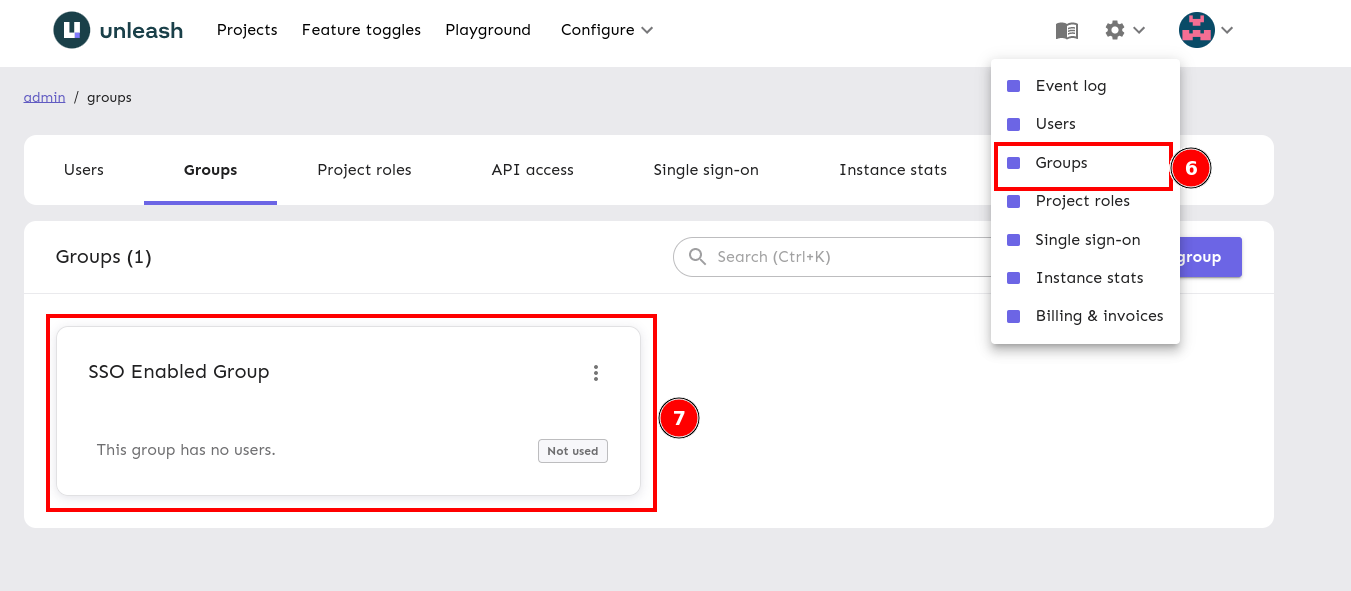 unleash Projects Feature toggles Playground Configure
admin / groups
Users Groups Project roles API access Single sign-on Instance stats
Event log
Users
Groups
6
Project roles
Single sign-on
Instance stats
Billing & invoices
Groups (1) Search (Ctrl+K) group
SSO Enabled Group
This group has no users. Not used
7